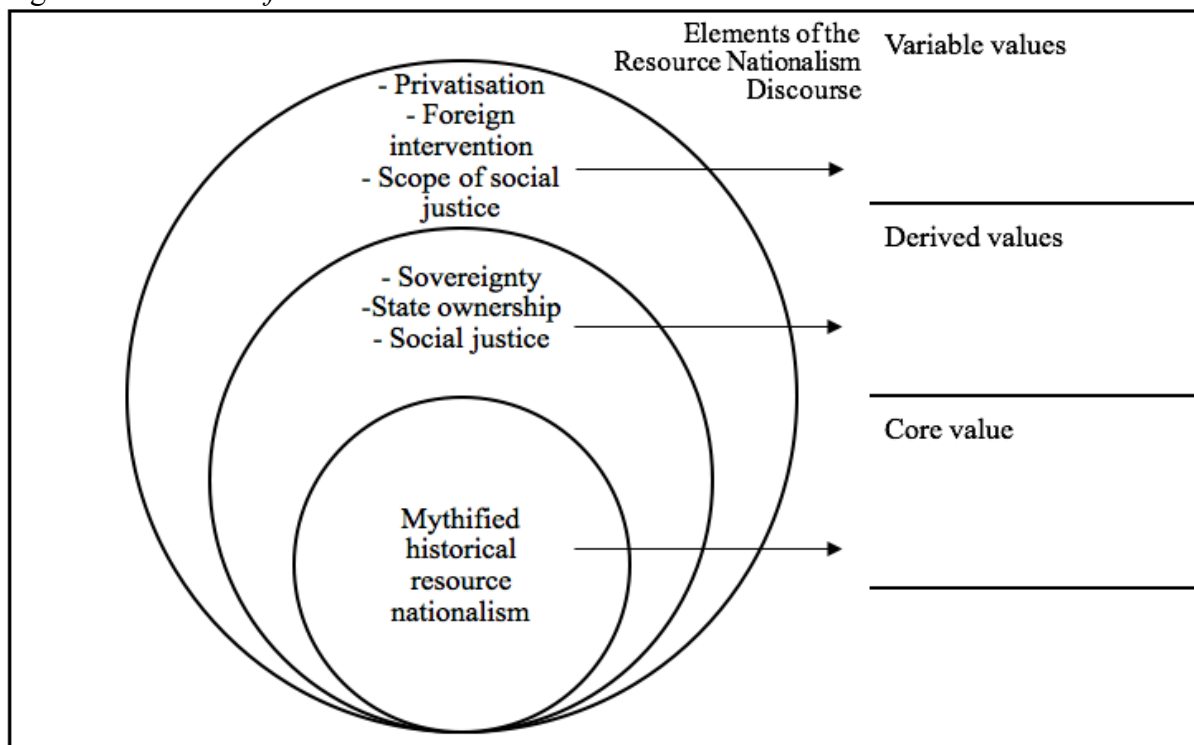 Elements of the
Resource Nationalism
Discourse
Variable values
- Privatisation
- Foreign
intervention
- Scope of social
justice
Derived values
- Sovereignty
-State ownership
- Social justice
Core value
Mythified
historical
resource
nationalism